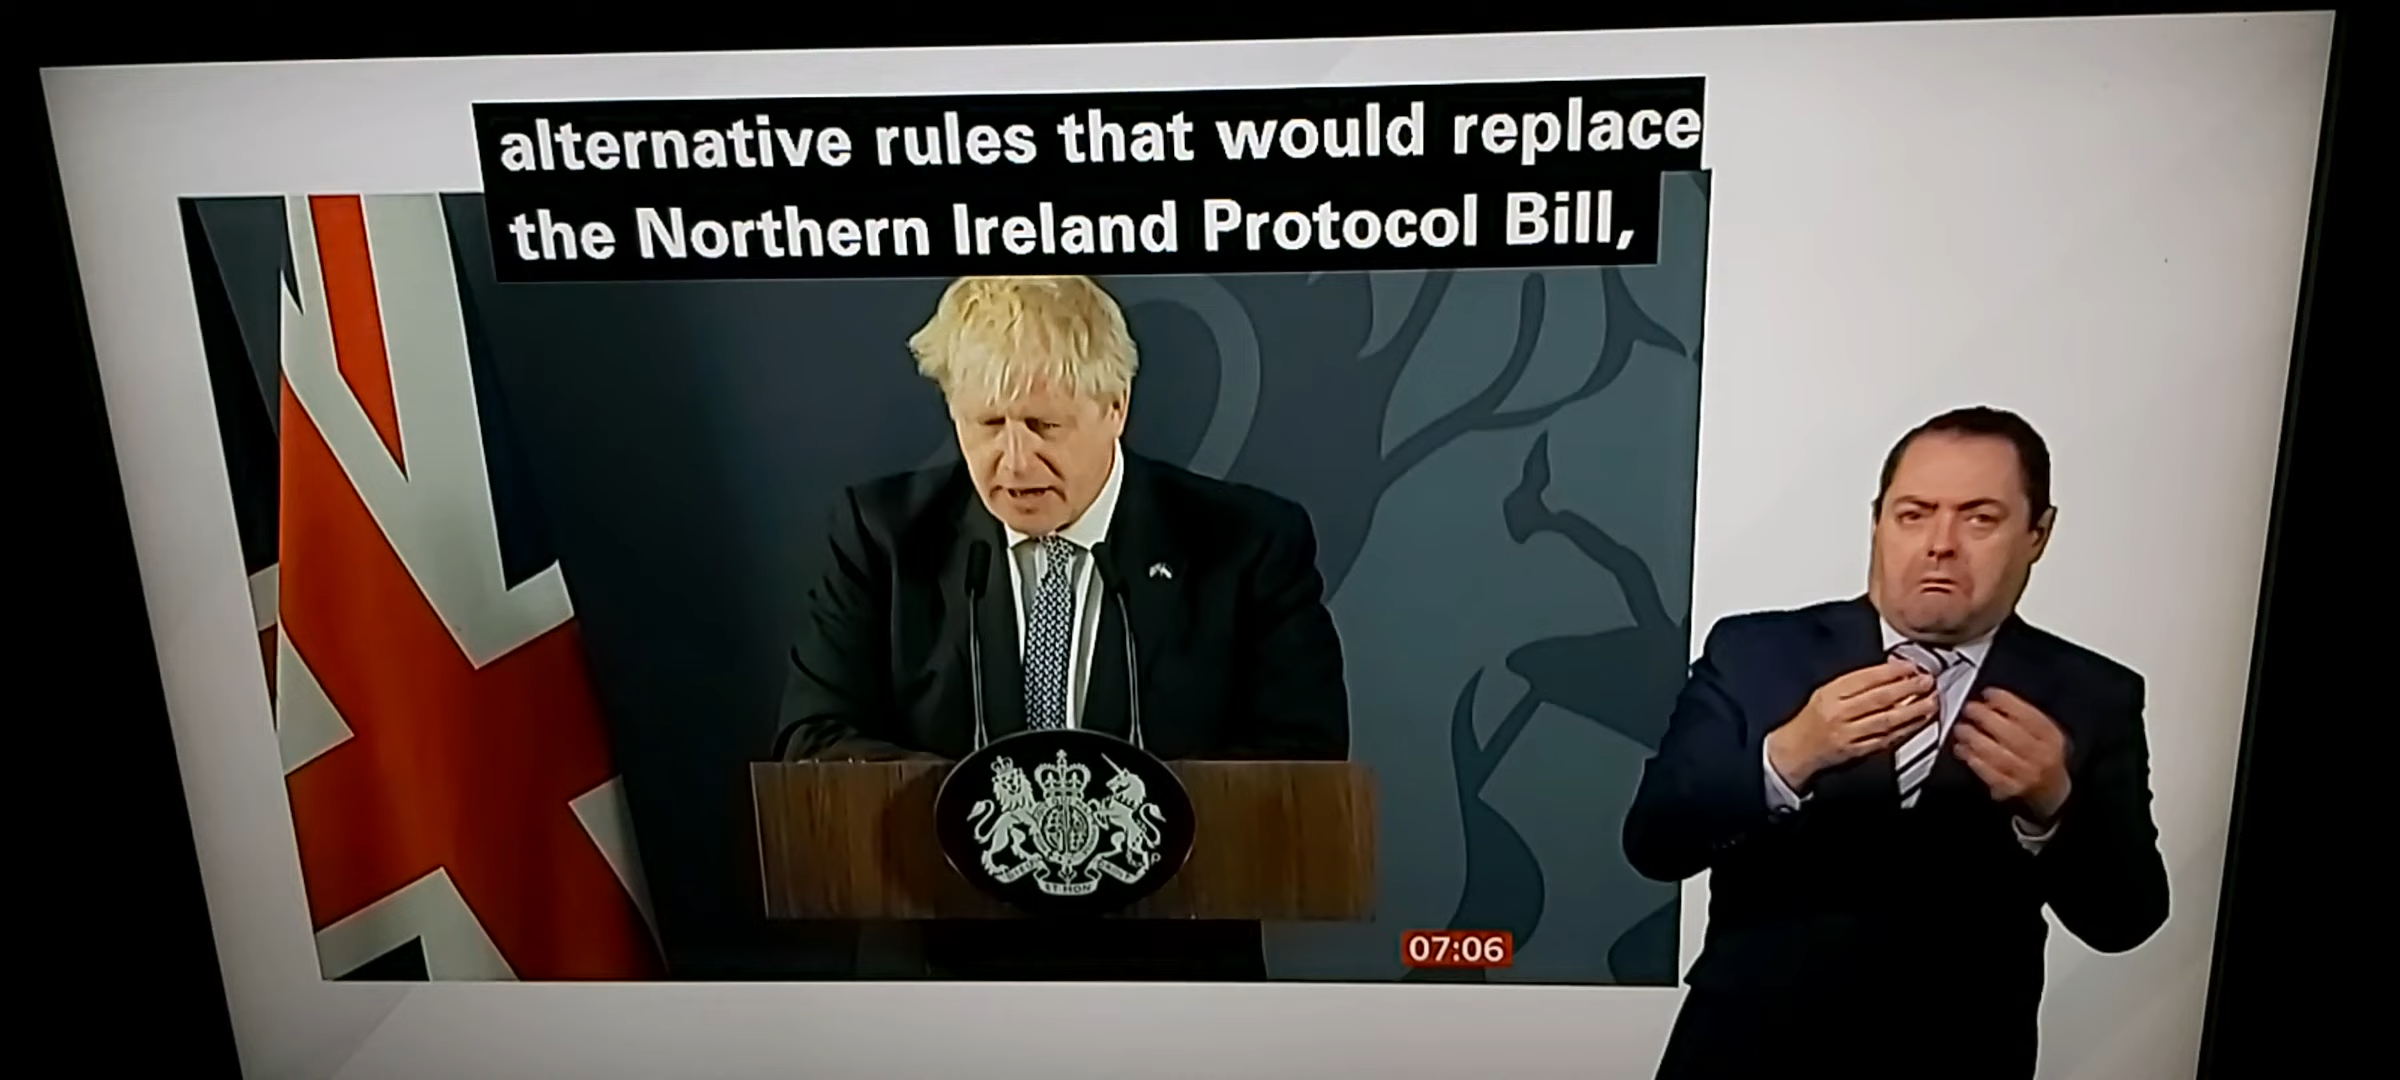 alternative rules that would replace
the Northern Ireland Protocol Bill,
07:06